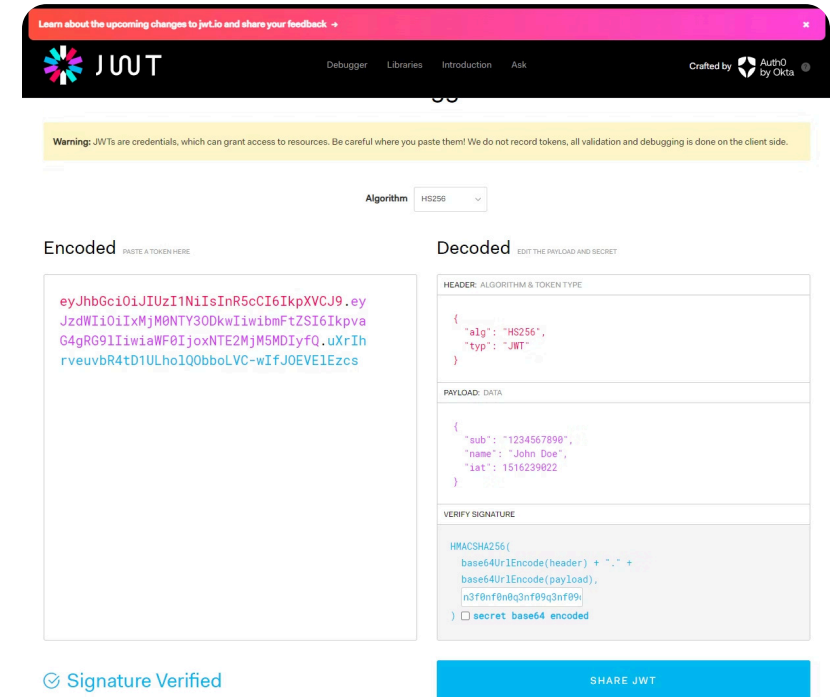 Learn about the upcoming changes to jwt.io and share your feedback →
×
JWT
Debugger Libraries Introduction Ask
Crafted by Auth0 by Okta
Warning: JWTs are credentials, which can grant access to resources. Be careful where you paste them! We do not record tokens, all validation and debugging is done on the client side.
Algorithm HS256
Encoded PASTE A TOKEN HERE
eyJhbGciOiJIUzI1NiIsInR5cCI6IkpXVCJ9.ey
JzdWIiOiIxMjM0NTY3ODkwIiwibmFtZSI6Ikpva
G4gRG9lIiwiaWF0IjoxNTE2MjM5MDIyfQ.uXrIh
rveuvbR4tD1ULholQObboLVC-wIfJOEVElEzcs
Decoded EDIT THE PAYLOAD AND SECRET
HEADER: ALGORITHM & TOKEN TYPE
{
"alg": "HS256",
"typ": "JWT"
}
PAYLOAD: DATA
{
"sub": "1234567890",
"name": "John Doe",
"iat": 1516239022
}
VERIFY SIGNATURE
HMACSHA256(
base64UrlEncode(header) + "." +
base64UrlEncode(payload),
n3f0nf0n0q3nf09q3nf09
) secret base64 encoded
Signature Verified
SHARE JWT